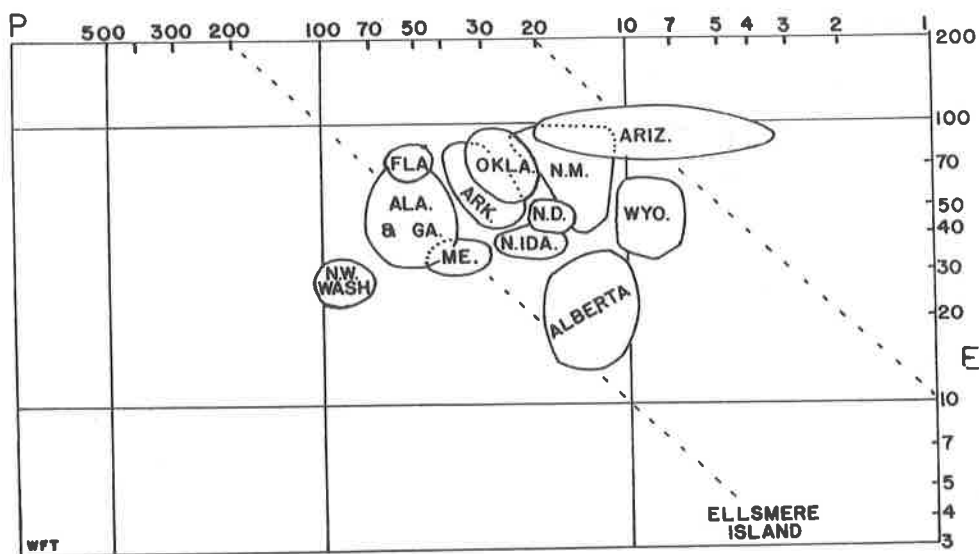 P 500 300 200 100 70 50 30 20 10 7 5 4 3 2 1
200
100
70
50
40
30
20
E
10
7
5
4
3
FLA
ALA.
& GA.
N.W.
WASH
ME.
ARK.
OKLA.
N.M.
ARIZ.
N.D.
N.IDA.
WYO.
ALBERTA
ELLSMERE
ISLAND
WFT